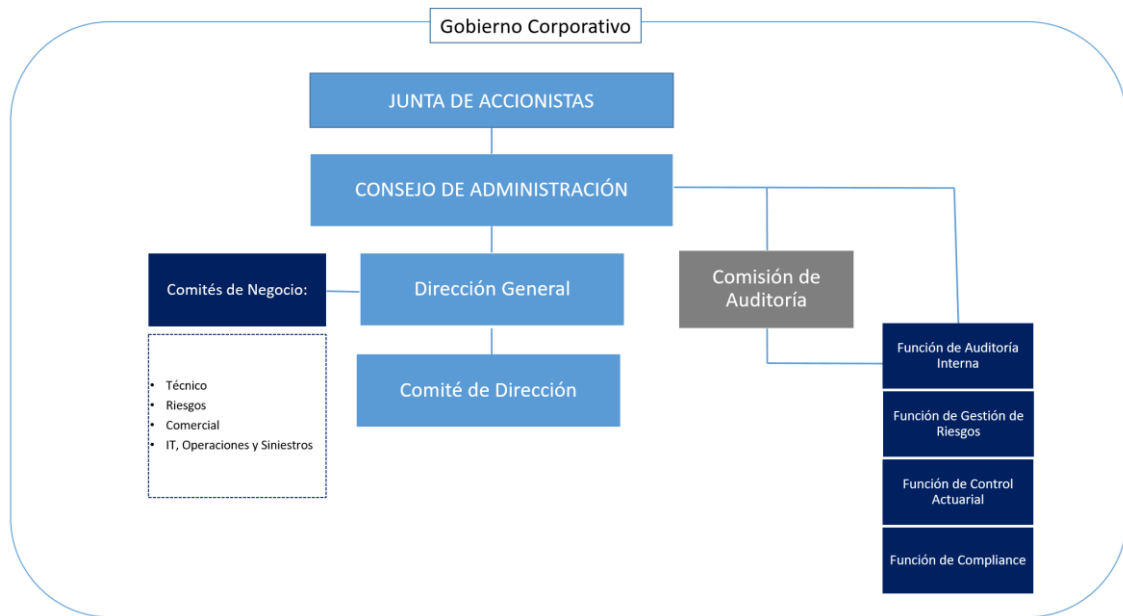 Gobierno Corporativo
JUNTA DE ACCIONISTAS
CONSEJO DE ADMINISTRACIÓN
Comités de Negocio:
Dirección General
Comisión de
Auditoría
• Técnico
• Riesgos
• Comercial
• IT, Operaciones y Siniestros
Comité de Dirección
Función de Auditoría
Interna
Función de Gestión de
Riesgos
Función de Control
Actuarial
Función de Compliance